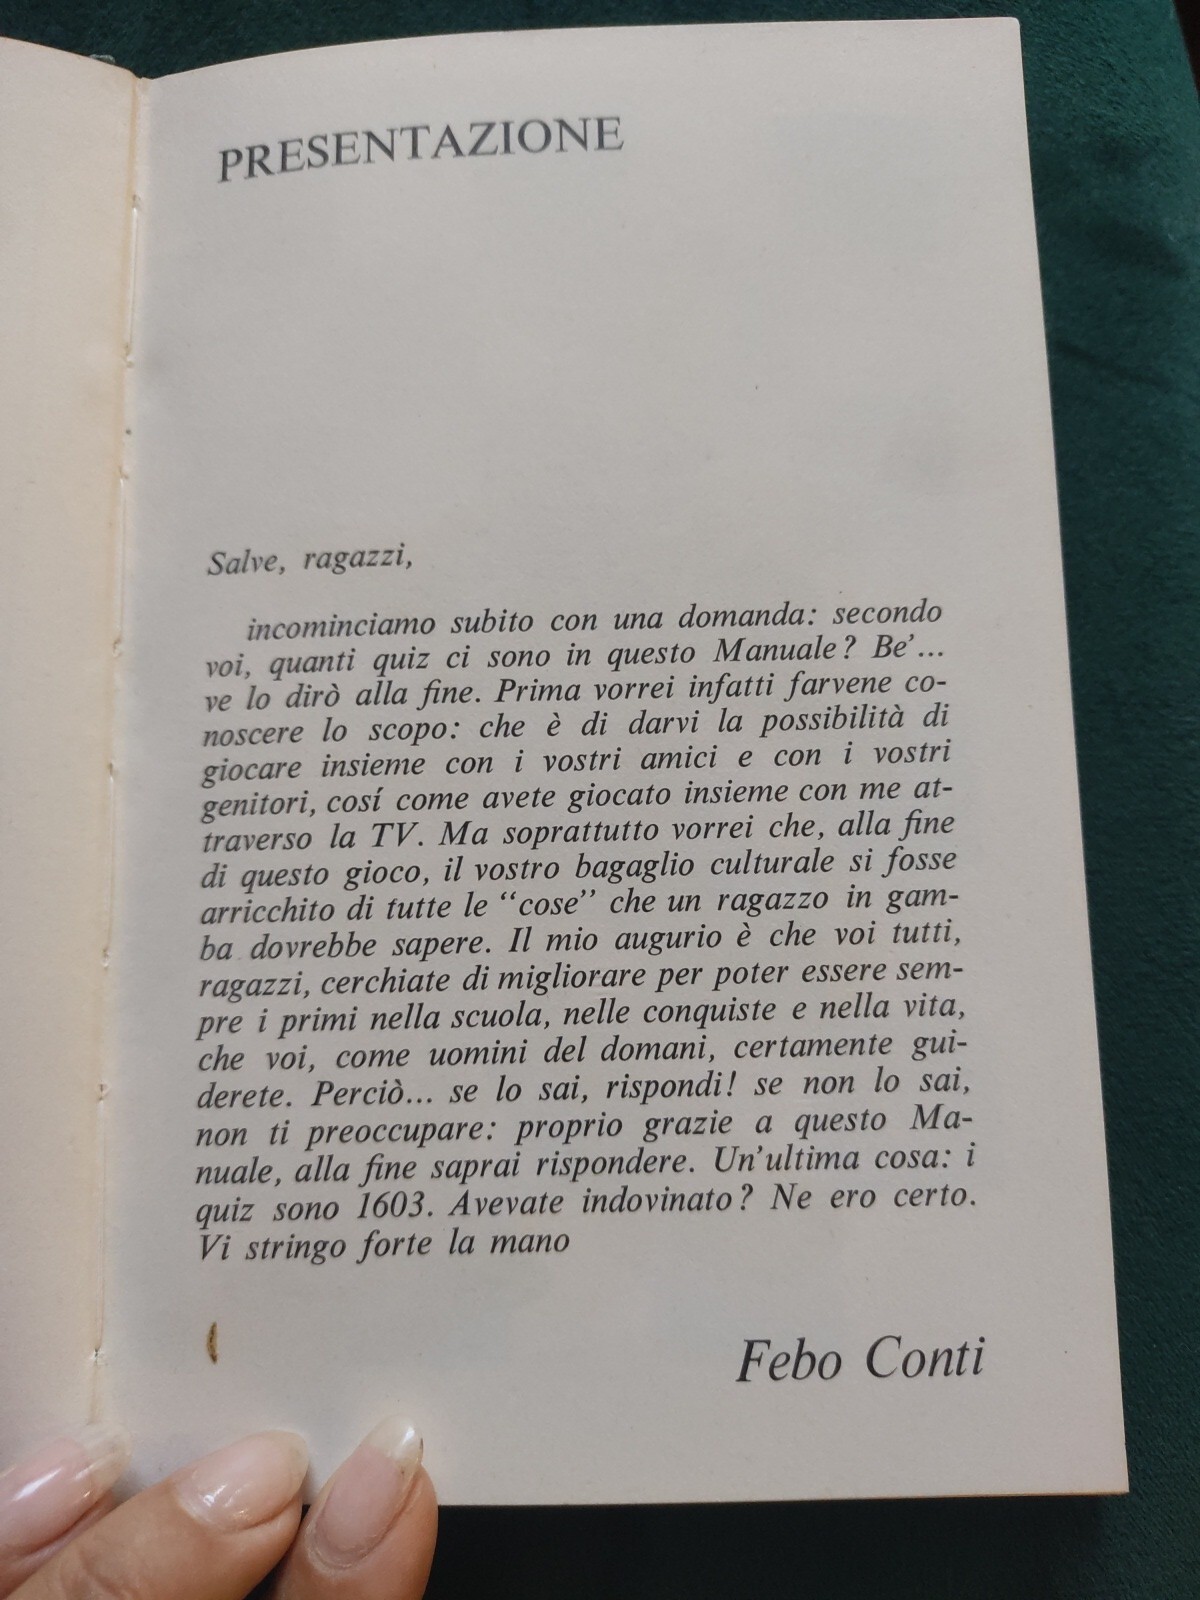 PRESENTAZIONE
Salve, ragazzi,
incominciamo subito con una domanda: secondo
voi, quanti quiz ci sono in questo Manuale? Be’...
ve lo dirò alla fine. Prima vorrei infatti farvene co-
noscere lo scopo: che è di darvi la possibilità di
giocare insieme con i vostri amici e con i vostri
genitori, cosí come avete giocato insieme con me at-
traverso la TV. Ma soprattutto vorrei che, alla fine
di questo gioco, il vostro bagaglio culturale si fosse
arricchito di tutte le “cose” che un ragazzo in gam-
ba dovrebbe sapere. Il mio augurio è che voi tutti,
ragazzi, cerchiate di migliorare per poter essere sem-
pre i primi nella scuola, nelle conquiste e nella vita,
che voi, come uomini del domani, certamente gui-
derete. Perciò... se lo sai, rispondi! se non lo sai,
non ti preoccupare: proprio grazie a questo Ma-
nuale, alla fine saprai rispondere. Un’ultima cosa: i
quiz sono 1603. Avevate indovinato? Ne ero certo.
Vi stringo forte la mano
Febo Conti